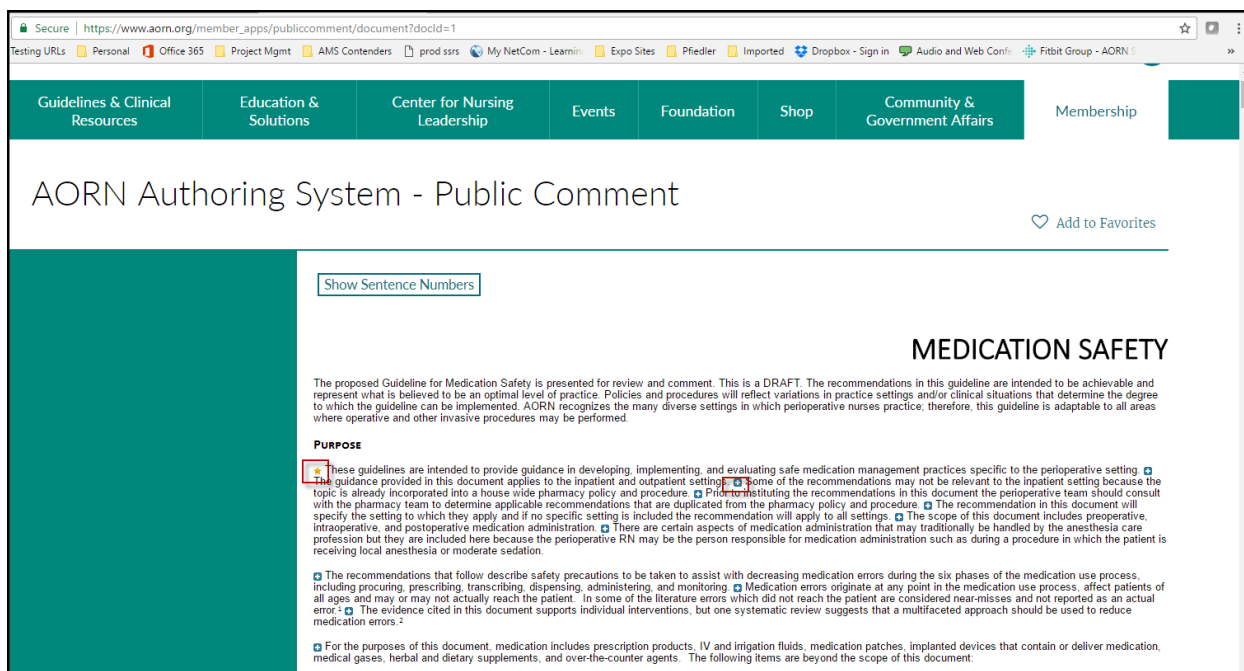 Secure | https://www.aorn.org/member_apps/publiccomment/document?docId=1
Testing URLs Personal Office 365 Project Mgmt AMS Contenders prod ssrs My NetCom - Learnin Expo Sites Pfiedler Imported Dropbox - Sign in Audio and Web Confe Fitbit Group - AORN S »
Guidelines & Clinical Resources
Education & Solutions
Center for Nursing Leadership
Events
Foundation
Shop
Community & Government Affairs
Membership
AORN Authoring System - Public Comment
Add to Favorites
Show Sentence Numbers
MEDICATION SAFETY
The proposed Guideline for Medication Safety is presented for review and comment. This is a DRAFT. The recommendations in this guideline are intended to be achievable and
represent what is believed to be an optimal level of practice. Policies and procedures will reflect variations in practice settings and/or clinical situations that determine the degree
to which the guideline can be implemented. AORN recognizes the many diverse settings in which perioperative nurses practice; therefore, this guideline is adaptable to all areas
where operative and other invasive procedures may be performed.
PURPOSE
These guidelines are intended to provide guidance in developing, implementing, and evaluating safe medication management practices specific to the perioperative setting.
The guidance provided in this document applies to the inpatient and outpatient settings. Some of the recommendations may not be relevant to the inpatient setting because the
topic is already incorporated into a house wide pharmacy policy and procedure. Prior to instituting the recommendations in this document the perioperative team should consult
with the pharmacy team to determine applicable recommendations that are duplicated from the pharmacy policy and procedure. The recommendation in this document will
specify the setting to which they apply and if no specific setting is included the recommendation will apply to all settings. The scope of this document includes preoperative,
intraoperative, and postoperative medication administration. There are certain aspects of medication administration that may traditionally be handled by the anesthesia care
profession but they are included here because the perioperative RN may be the person responsible for medication administration such as during a procedure in which the patient is
receiving local anesthesia or moderate sedation.
The recommendations that follow describe safety precautions to be taken to assist with decreasing medication errors during the six phases of the medication use process,
including procuring, prescribing, transcribing, dispensing, administering, and monitoring. Medication errors originate at any point in the medication use process, affect patients of
all ages and may or may not actually reach the patient. In some of the literature errors which did not reach the patient are considered near-misses and not reported as an actual
error.¹ The evidence cited in this document supports individual interventions, but one systematic review suggests that a multifaceted approach should be used to reduce
medication errors.²
For the purposes of this document, medication includes prescription products, IV and irrigation fluids, medication patches, implanted devices that contain or deliver medication,
medical gases, herbal and dietary supplements, and over-the-counter agents. The following items are beyond the scope of this document: